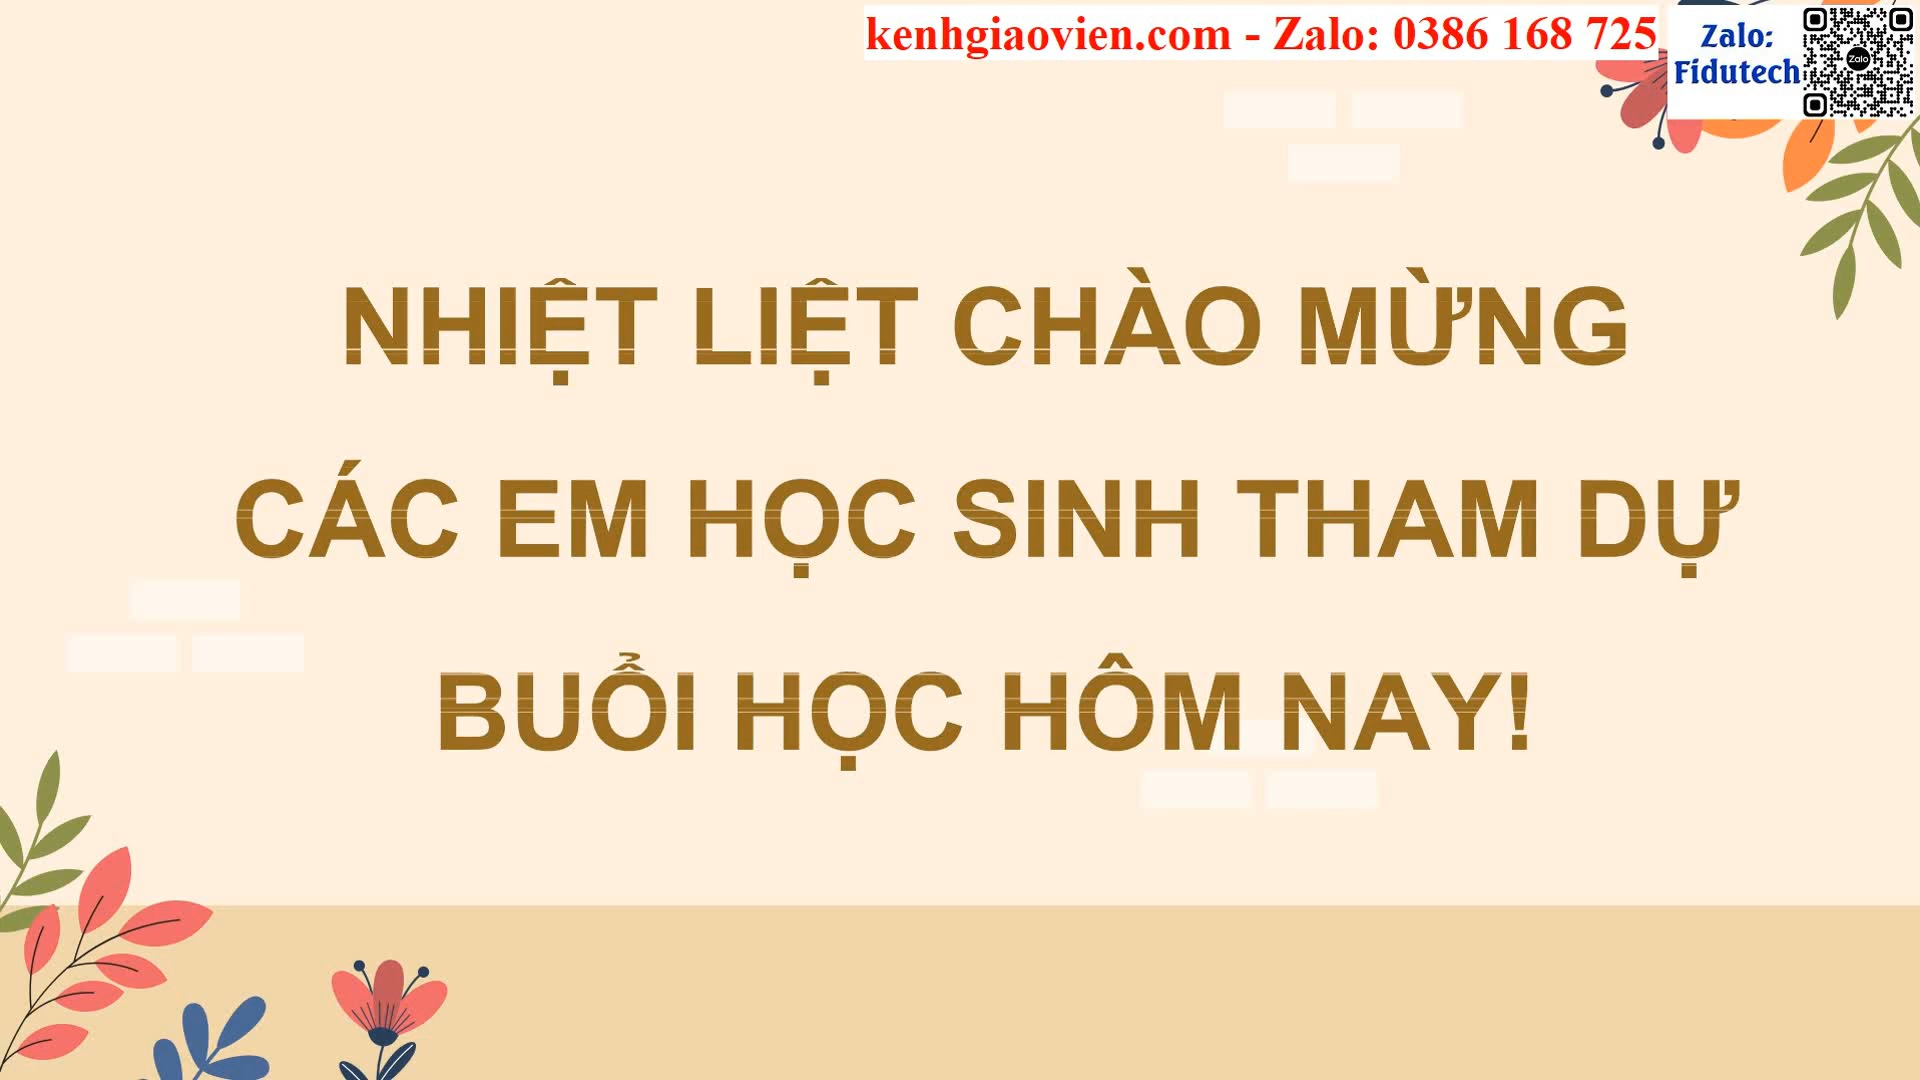 kenhgiaovien.com - Zalo: 0386 168 725
Zalo:
Fidutech
Zalo
NHIỆT LIỆT CHÀO MỪNG
CÁC EM HỌC SINH THAM DỰ
BUỔI HỌC HÔM NAY!